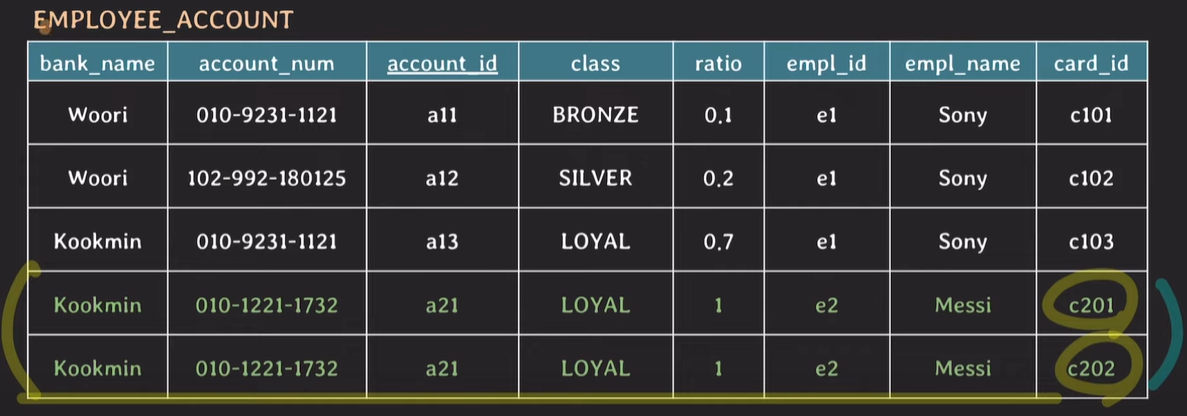 EMPLOYEE_ACCOUNT
bank_name account_num account_id class ratio empl_id empl_name card_id
Woori 010-9231-1121 a11 BRONZE 0.1 e1 Sony c101
Woori 102-992-180125 a12 SILVER 0.2 e1 Sony c102
Kookmin 010-9231-1121 a13 LOYAL 0.7 e1 Sony c103
Kookmin 010-1221-1732 a21 LOYAL 1 e2 Messi c201
Kookmin 010-1221-1732 a21 LOYAL 1 e2 Messi c202